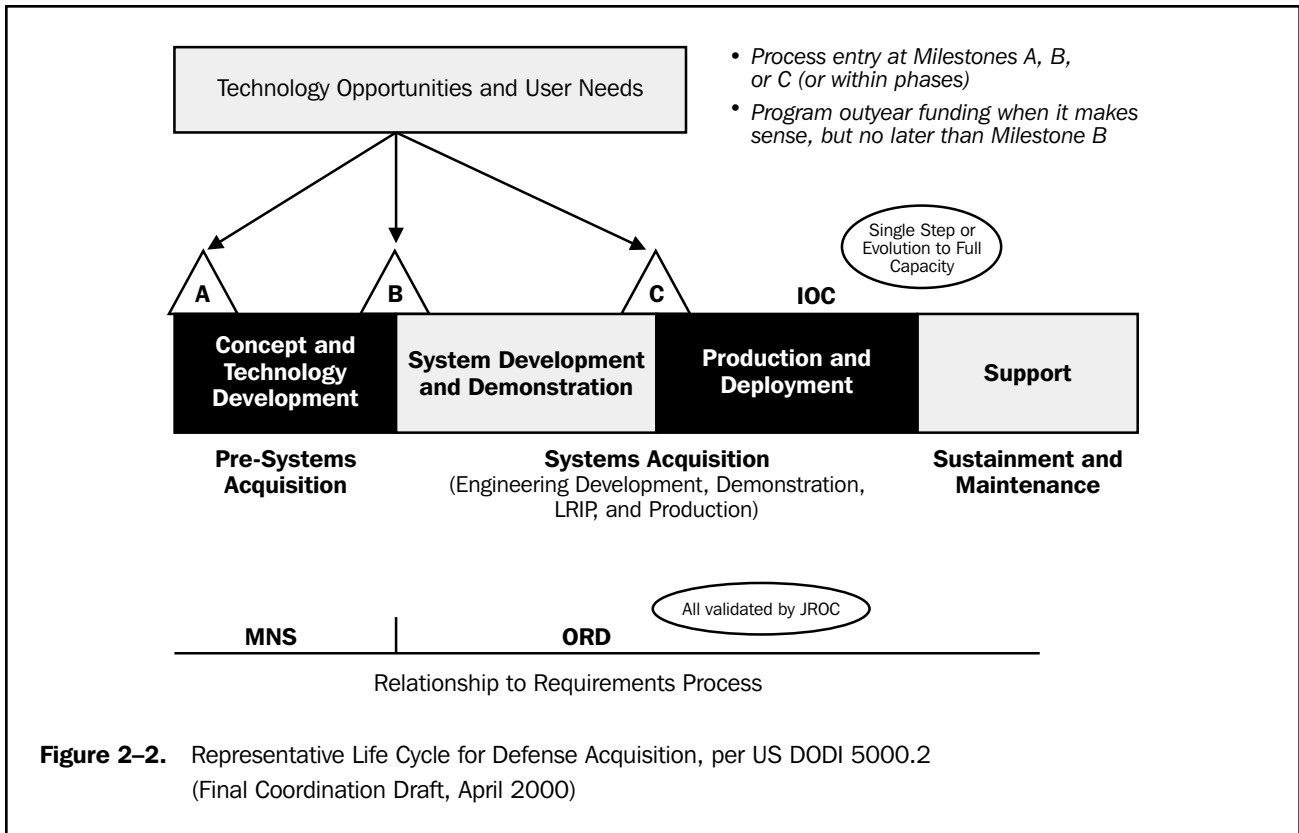 Technology Opportunities and User Needs
• Process entry at Milestones A, B,
or C (or within phases)
• Program outyear funding when it makes
sense, but no later than Milestone B
Single Step or
Evolution to Full
Capacity
A
B
C
IOC
Concept and
Technology
Development
System Development
and Demonstration
Production and
Deployment
Support
Pre-Systems
Acquisition
Systems Acquisition
(Engineering Development, Demonstration,
LRIP, and Production)
Sustainment and
Maintenance
All validated by JROC
MNS
ORD
Relationship to Requirements Process
Figure 2–2. Representative Life Cycle for Defense Acquisition, per US DODI 5000.2
(Final Coordination Draft, April 2000)